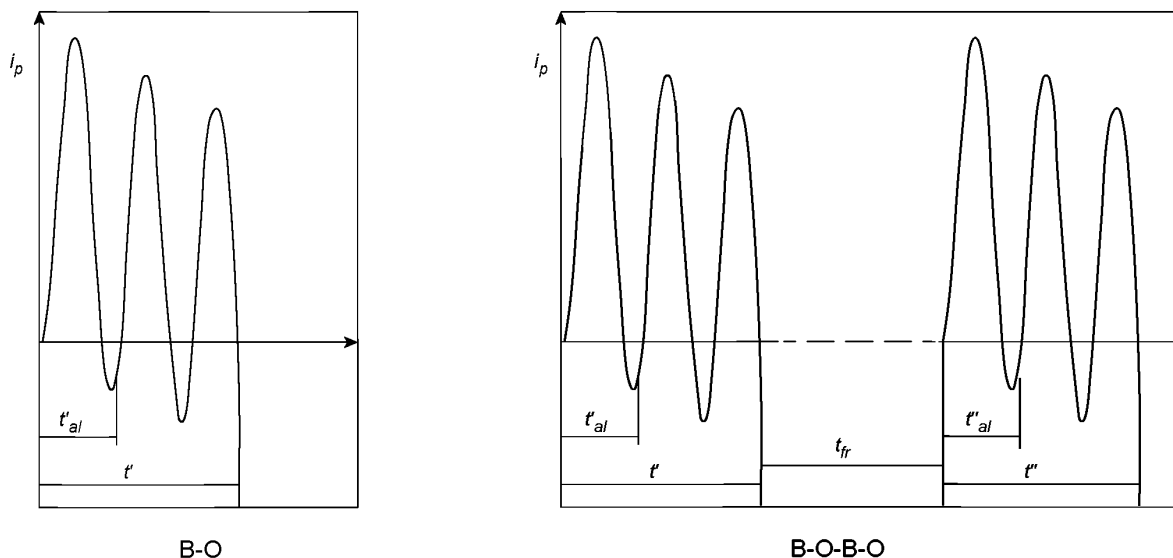 i_p
t'_al
t'
B-O
i_p
t'_al
t'
t_fr
t"_al
t"
B-O-B-O